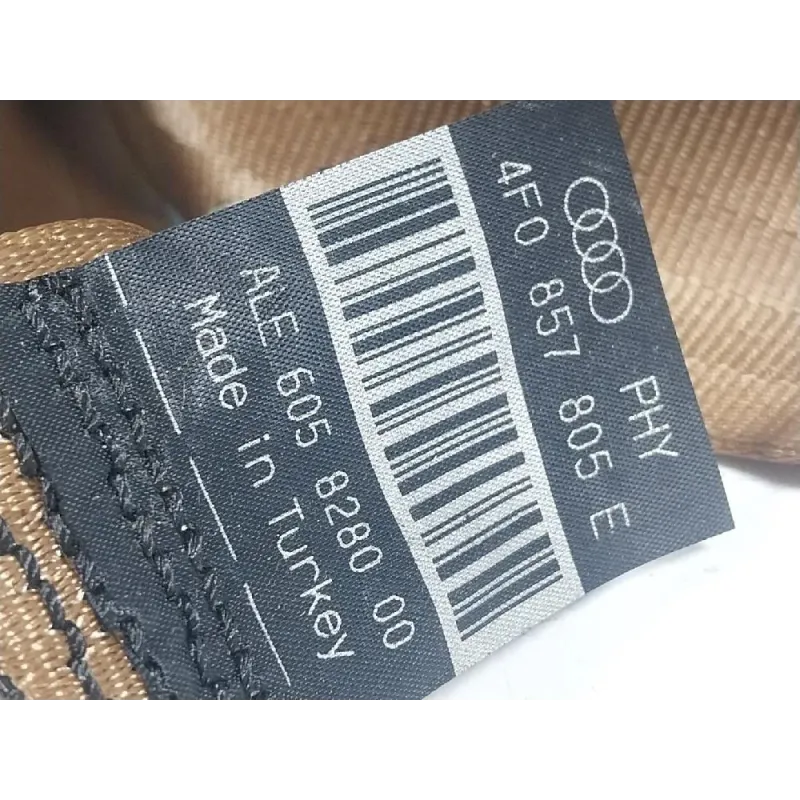 PHY
4F0 857 805 E
ALE 605 8280 00
Made in Turkey